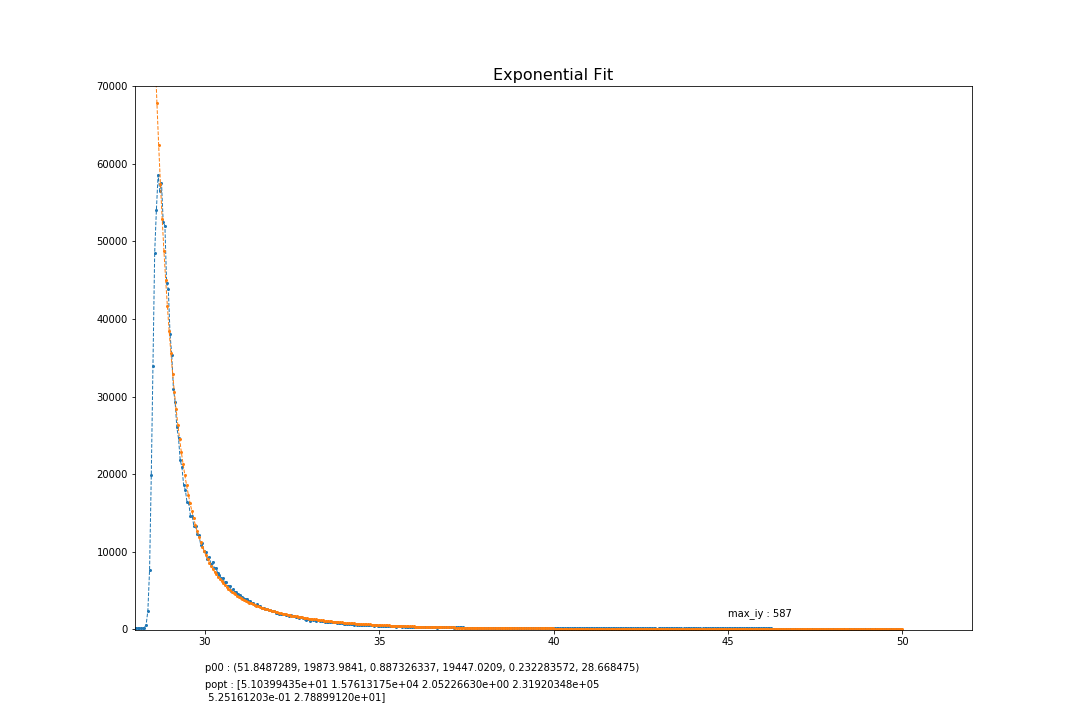 Exponential Fit
70000
60000
50000
40000
30000
20000
10000
0
30 35 40 45 50
max_iy : 587
p00 : (51.8487289, 19873.9841, 0.887326337, 19447.0209, 0.232283572, 28.668475)
popt : [5.10399435e+01 1.57613175e+04 2.05226630e+00 2.31920348e+05
5.25161203e-01 2.78899120e+01]